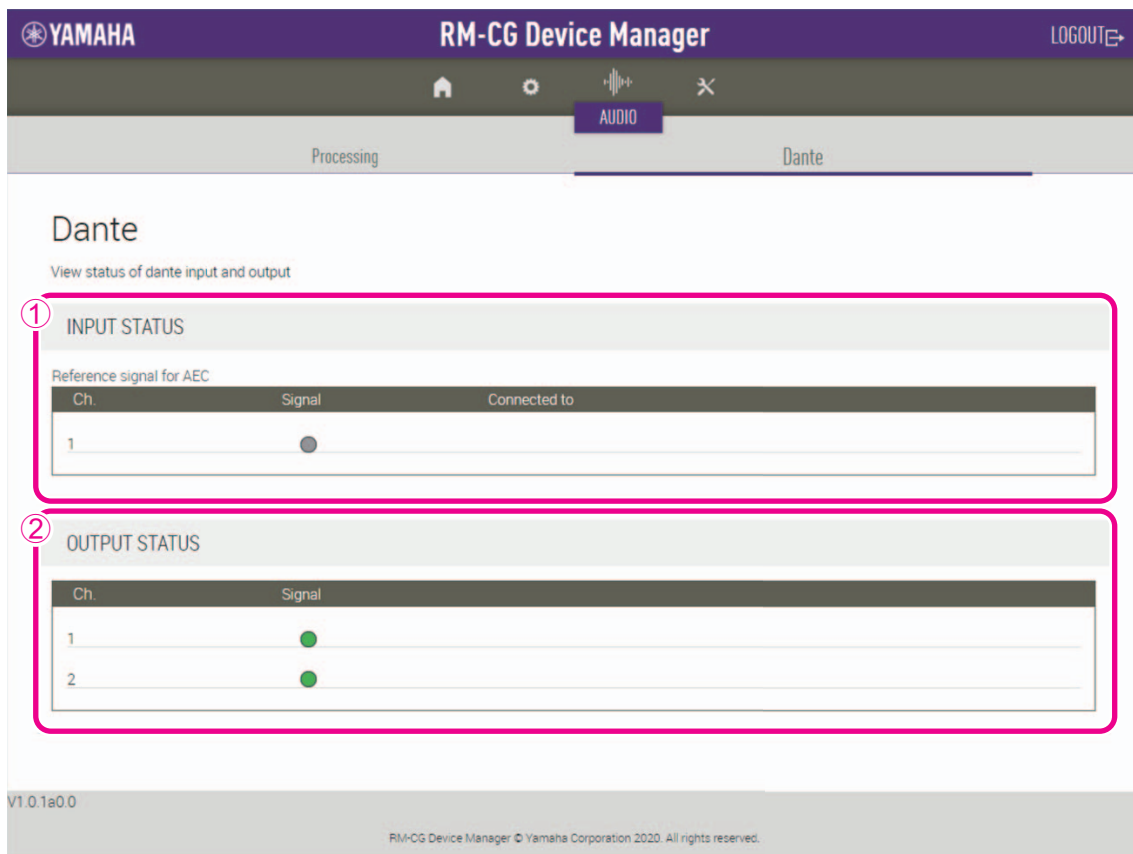 YAMAHA RM-CG Device Manager LOGOUT
AUDIO
Processing Dante
Dante
View status of dante input and output
① INPUT STATUS
Reference signal for AEC
Ch. Signal Connected to
1
② OUTPUT STATUS
Ch. Signal
1
2
V1.0.1a0.0
RM-CG Device Manager © Yamaha Corporation 2020. All rights reserved.